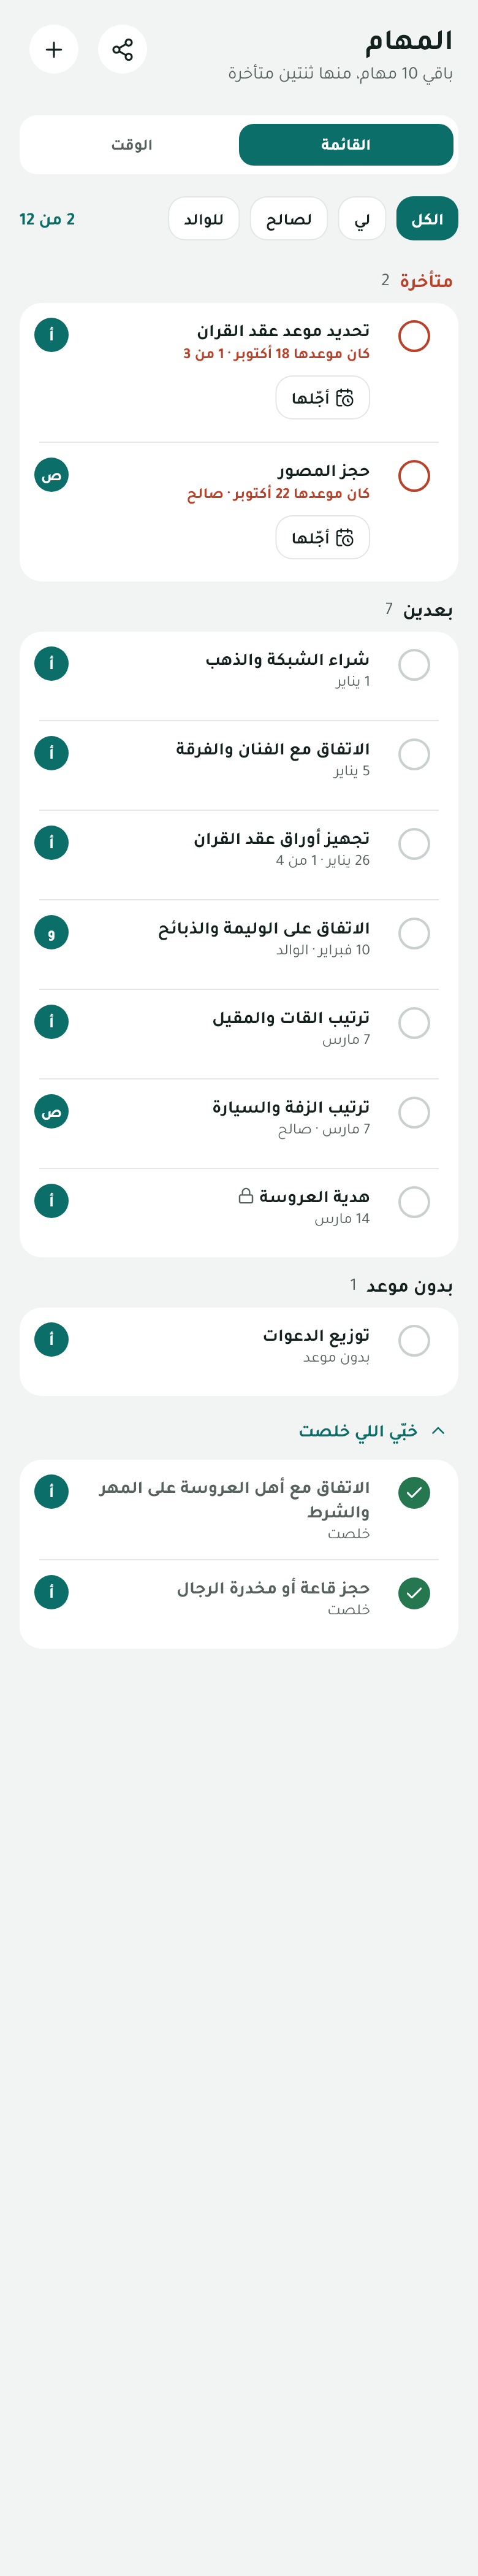 المهام
باقي 10 مهام، منها ثنتين متأخرة
القائمة
الوقت
الكل
لي
لصالح
للوالد
2 من 12
متأخرة 2
تحديد موعد عقد القران
أ
كان موعدها 18 أكتوبر · 1 من 3
أجّلها
حجز المصور
ص
كان موعدها 22 أكتوبر · صالح
أجّلها
بعدين 7
شراء الشبكة والذهب
أ
1 يناير
الاتفاق مع الفنان والفرقة
أ
5 يناير
تجهيز أوراق عقد القران
أ
26 يناير · 1 من 4
الاتفاق على الوليمة والذبائح
و
10 فبراير · الوالد
ترتيب القات والمقيل
أ
7 مارس
ترتيب الزفة والسيارة
ص
7 مارس · صالح
هدية العروسة
أ
14 مارس
بدون موعد 1
توزيع الدعوات
أ
بدون موعد
خبّي اللي خلصت
الاتفاق مع أهل العروسة على المهر
والشرط
أ
خلصت
حجز قاعة أو مخدرة الرجال
أ
خلصت